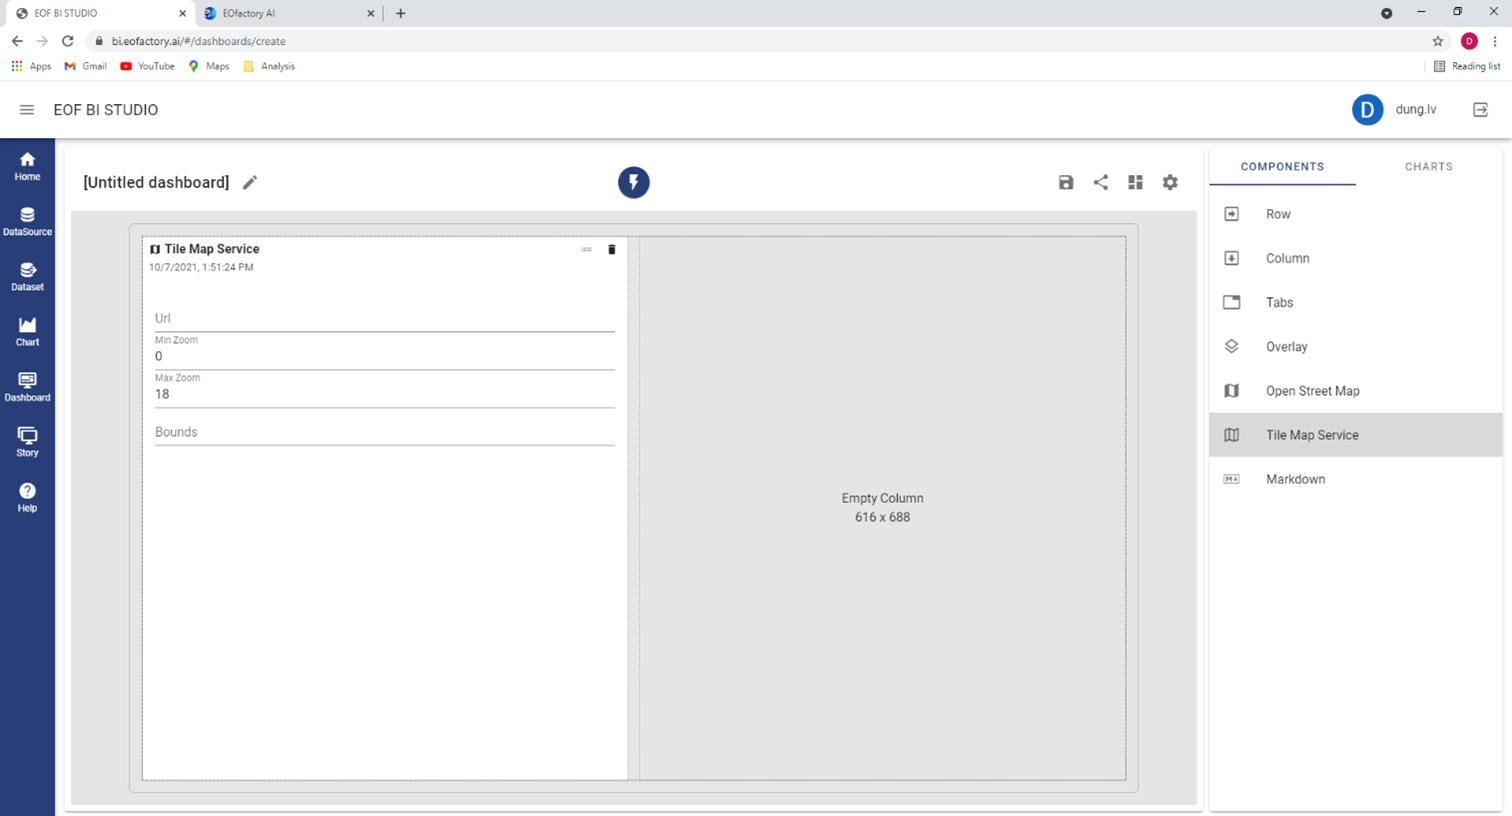 EOF BI STUDIO
EOfactory AI
bi.eofactory.ai/#/dashboards/create
D
Apps
Gmail
YouTube
Maps
Analysis
Reading list
EOF BI STUDIO
D
dung.lv
Home
DataSource
Dataset
Chart
Dashboard
Story
Help
[Untitled dashboard]
Tile Map Service
10/7/2021, 1:51:24 PM
Url
Min Zoom
0
Max Zoom
18
Bounds
Empty Column
616 x 688
COMPONENTS
CHARTS
Row
Column
Tabs
Overlay
Open Street Map
Tile Map Service
Markdown